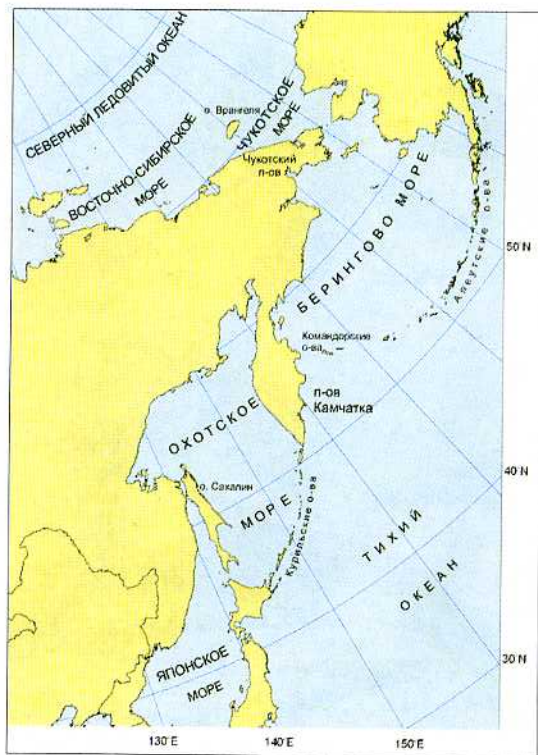 СЕВЕРНЫЙ ЛЕДОВИТЫЙ ОКЕАН
о. Врангеля
ЧУКОТСКОЕ
МОРЕ
ВОСТОЧНО-СИБИРСКОЕ
МОРЕ
Чукотский
п-ов
БЕРИНГОВО МОРЕ
Алеутские о-ва
50°N
Командорские
о-ва
п-ов
Камчатка
ОХОТСКОЕ
МОРЕ
о. Сахалин
Курильские о-ва
40°N
ТИХИЙ
ОКЕАН
ЯПОНСКОЕ
МОРЕ
30°N
130°E
140°E
150°E